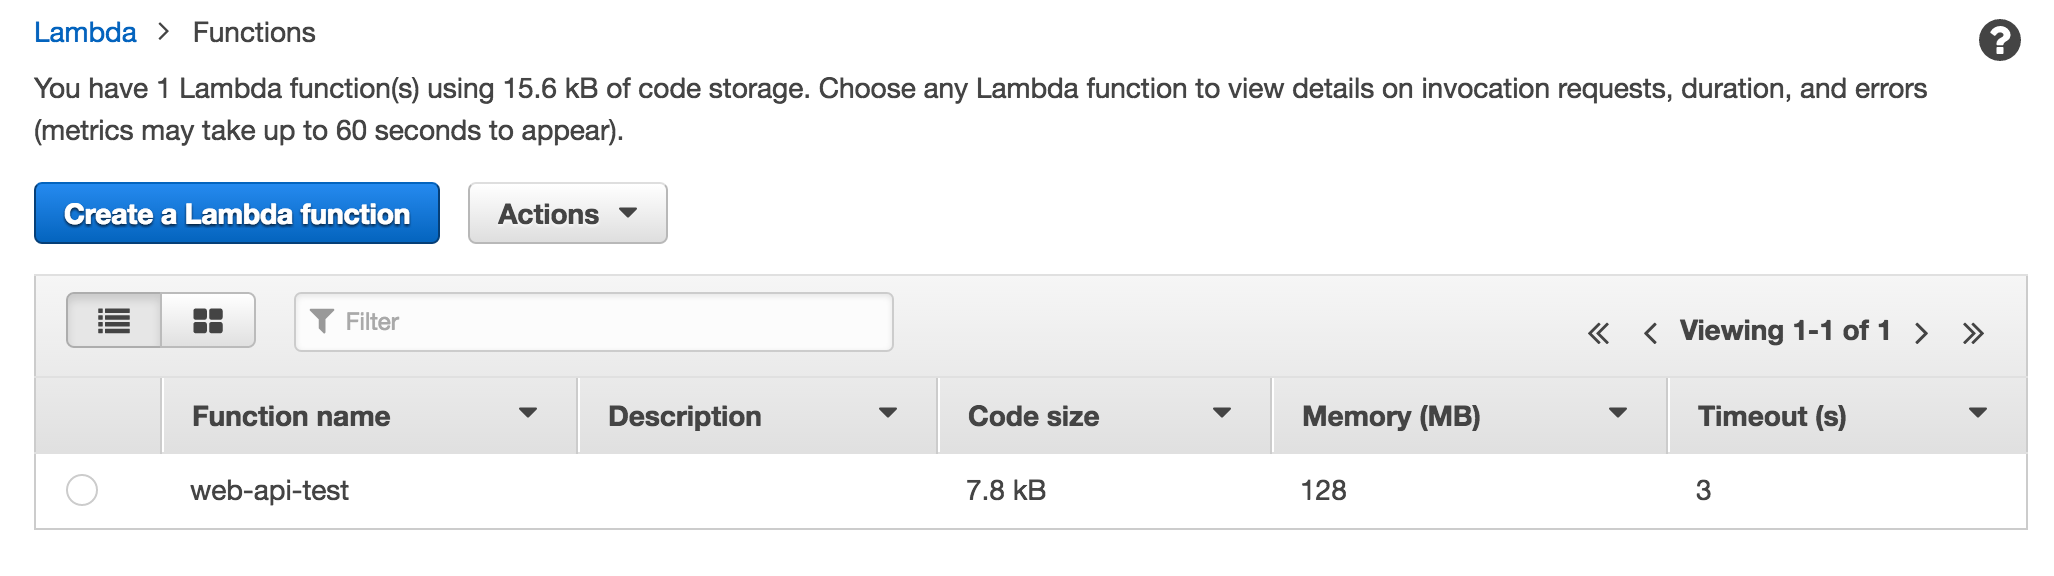 Lambda > Functions
You have 1 Lambda function(s) using 15.6 kB of code storage. Choose any Lambda function to view details on invocation requests, duration, and errors
(metrics may take up to 60 seconds to appear).
Create a Lambda function Actions
Filter
« < Viewing 1-1 of 1 > »
Function name Description Code size Memory (MB) Timeout (s)
web-api-test 7.8 kB 128 3